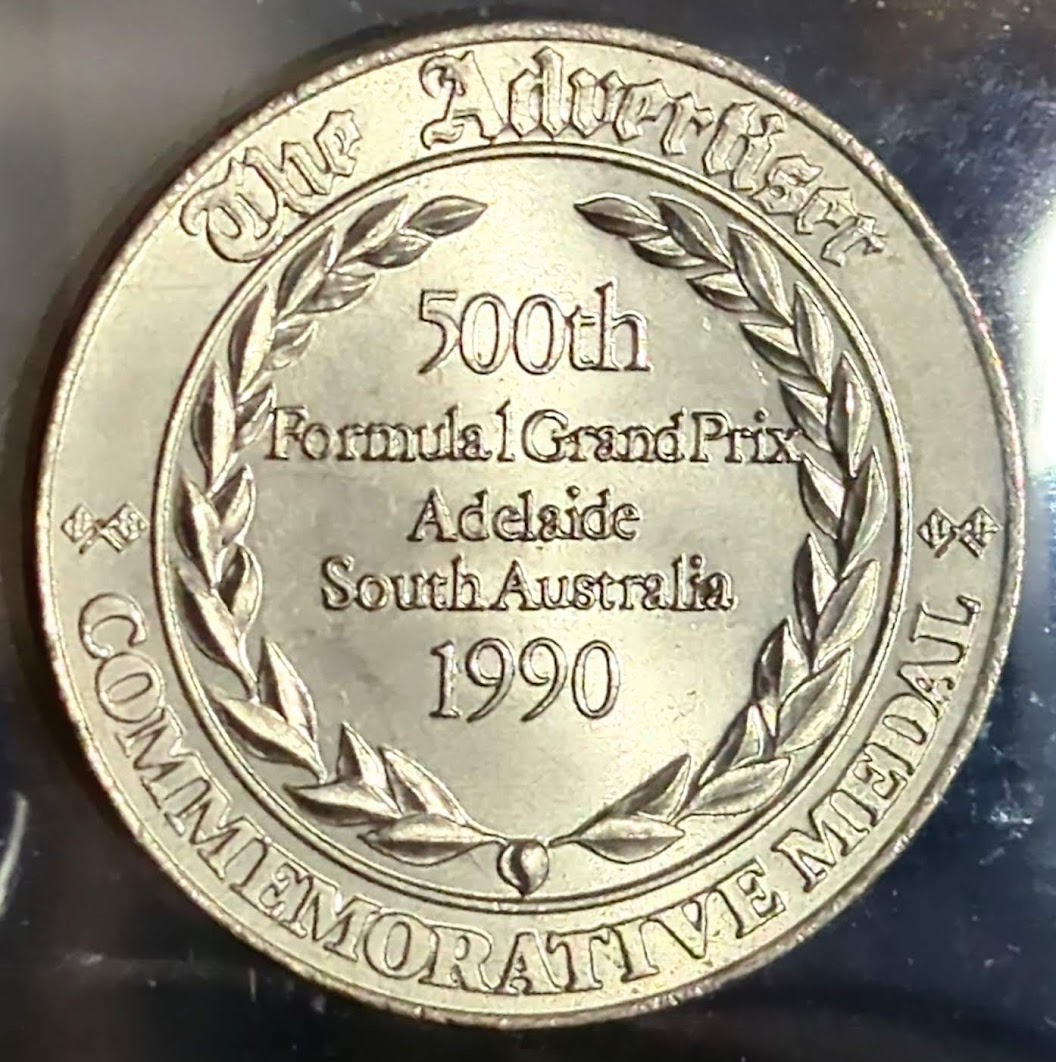 The Advertiser
500th
Formula 1 Grand Prix
Adelaide
South Australia
1990
COMMEMORATIVE MEDAL